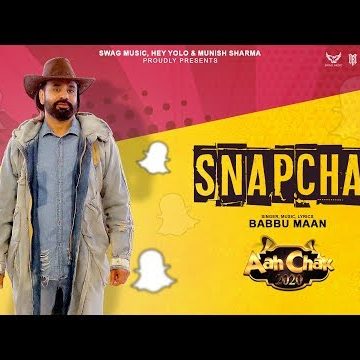 SWAG MUSIC, HEY YOLO & MUNISH SHARMA
PROUDLY PRESENTS
SNAPCHA
SINGER, MUSIC, LYRICS
BABBU MAAN
Aah Chak
2020